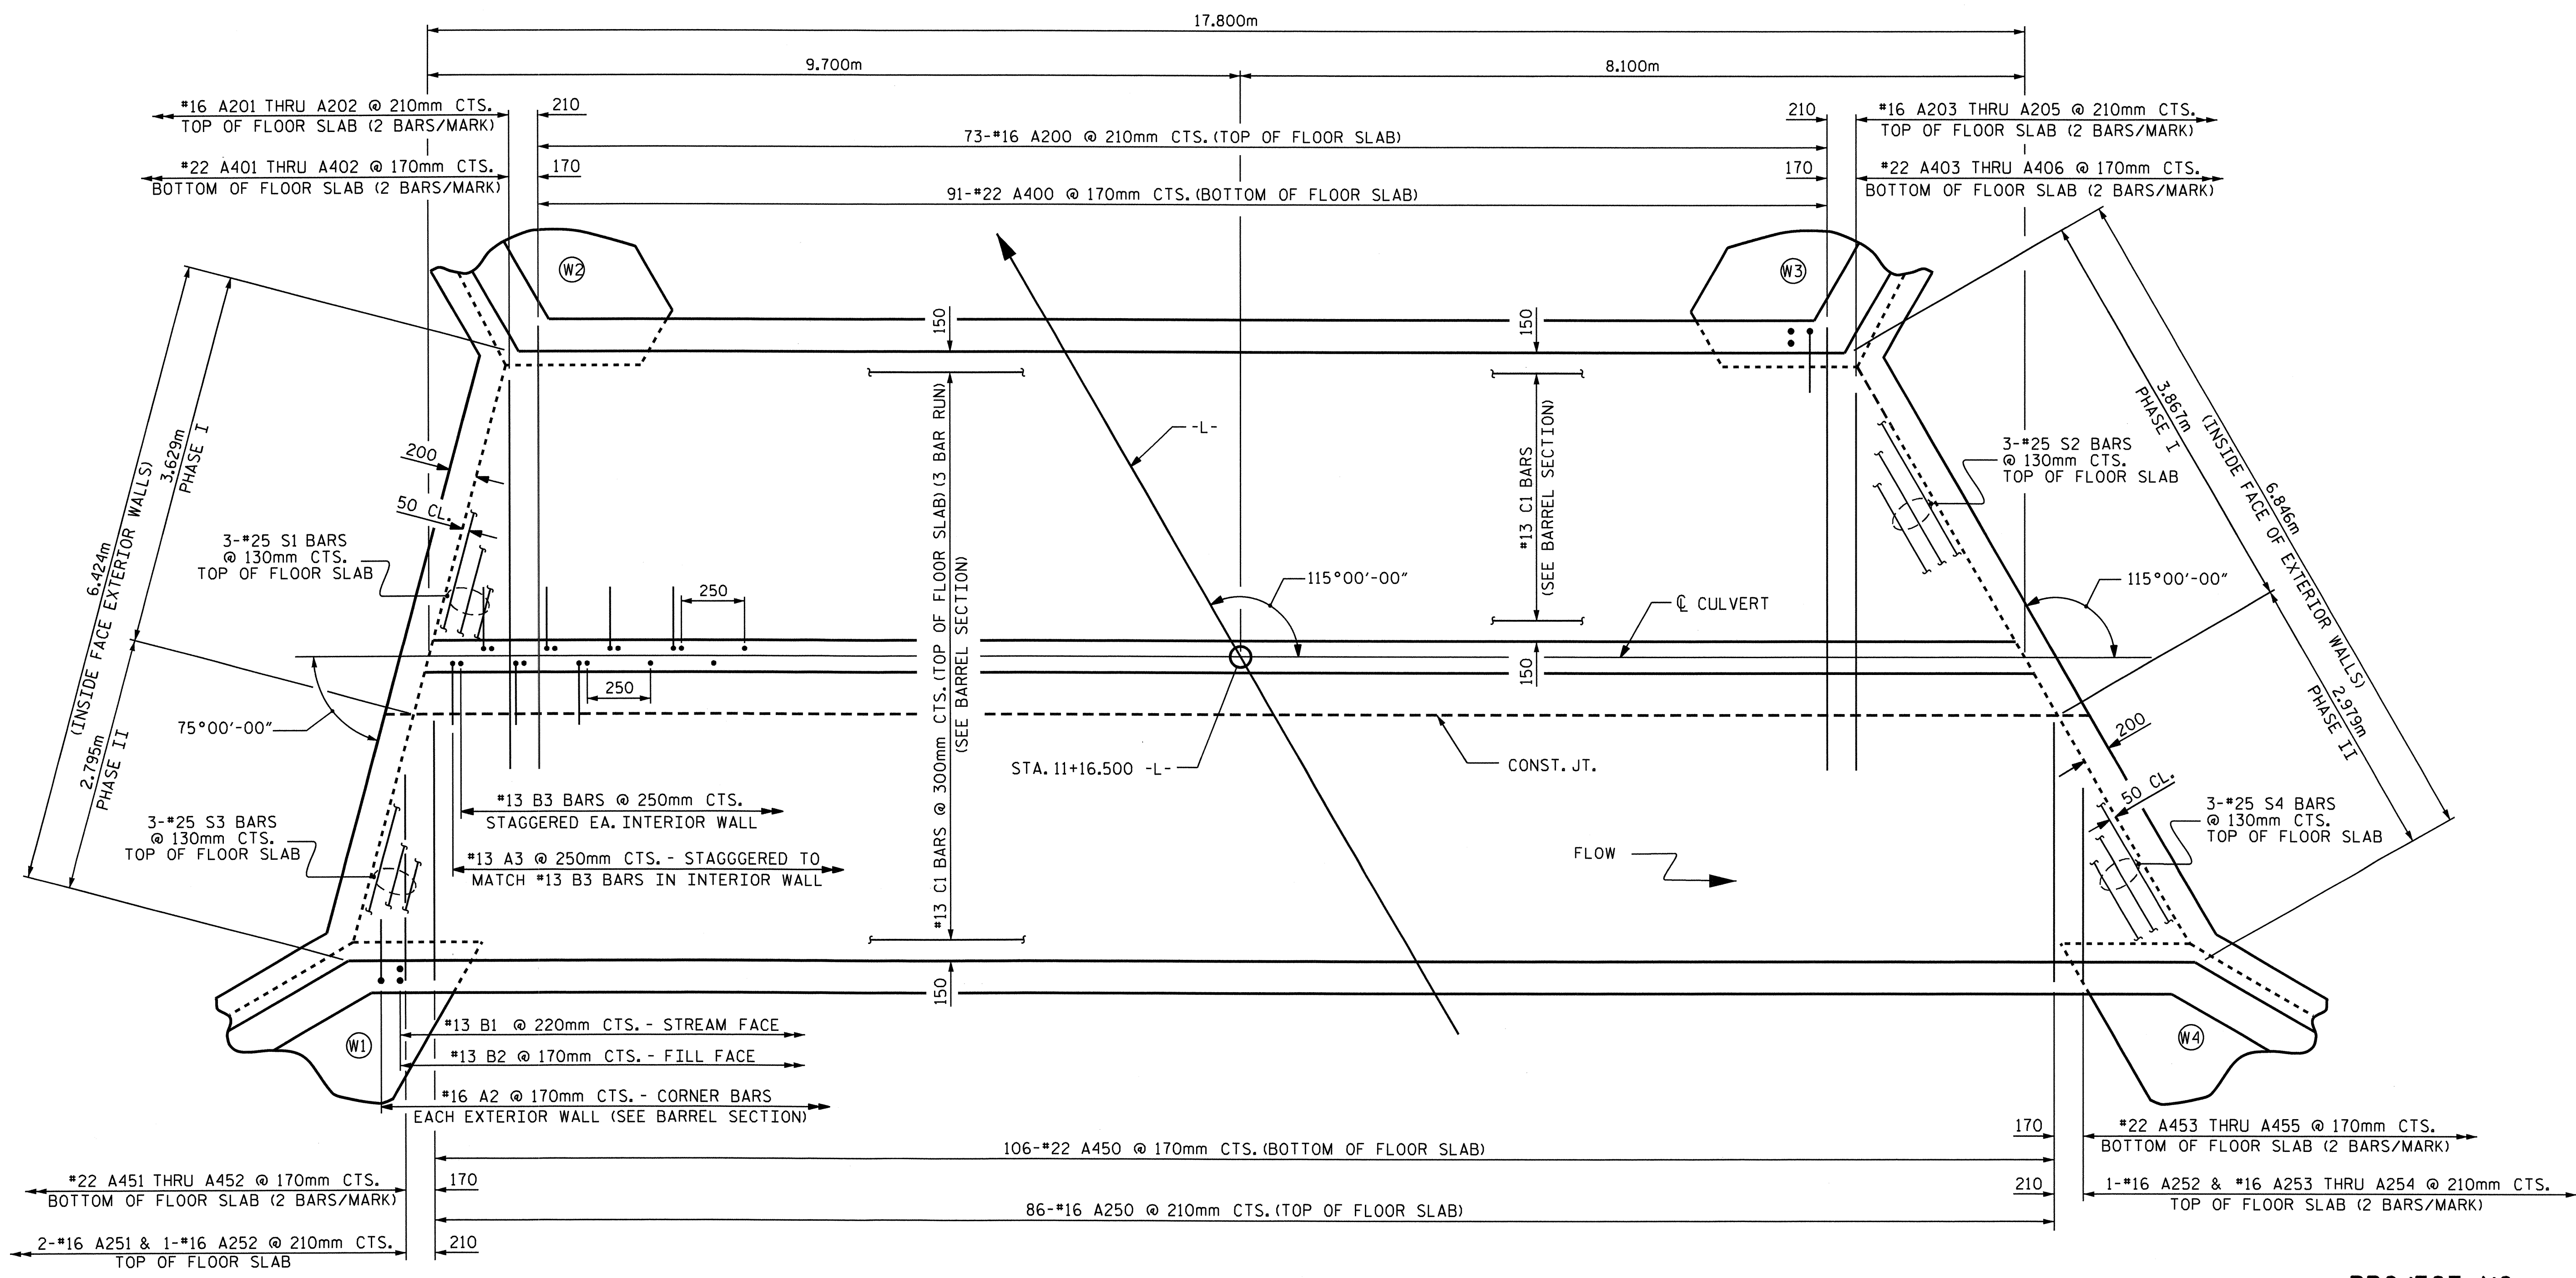 17.800m
9.700m
8.100m
#16 A201 THRU A202 @ 210mm CTS.
TOP OF FLOOR SLAB (2 BARS/MARK)
210
210
#16 A203 THRU A205 @ 210mm CTS.
TOP OF FLOOR SLAB (2 BARS/MARK)
73-#16 A200 @ 210mm CTS. (TOP OF FLOOR SLAB)
#22 A401 THRU A402 @ 170mm CTS.
BOTTOM OF FLOOR SLAB (2 BARS/MARK)
170
170
#22 A403 THRU A406 @ 170mm CTS.
BOTTOM OF FLOOR SLAB (2 BARS/MARK)
91-#22 A400 @ 170mm CTS. (BOTTOM OF FLOOR SLAB)
W2
W3
150
150
6.424m
(INSIDE FACE EXTERIOR WALLS)
3.629m
PHASE I
2.795m
PHASE II
200
50 CL.
3-#25 S1 BARS
@ 130mm CTS.
TOP OF FLOOR SLAB
-L-
#13 C1 BARS @ 300mm CTS. (TOP OF FLOOR SLAB) (3 BAR RUN)
(SEE BARREL SECTION)
#13 C1 BARS
(SEE BARREL SECTION)
3-#25 S2 BARS
@ 130mm CTS.
TOP OF FLOOR SLAB
3.867m
PHASE I
6.846m
(INSIDE FACE OF EXTERIOR WALLS)
2.979m
PHASE II
250
115°00'-00"
115°00'-00"
℄ CULVERT
250
150
75°00'-00"
STA. 11+16.500 -L-
CONST. JT.
200
50 CL.
#13 B3 BARS @ 250mm CTS.
STAGGERED EA. INTERIOR WALL
3-#25 S3 BARS
@ 130mm CTS.
TOP OF FLOOR SLAB
3-#25 S4 BARS
@ 130mm CTS.
TOP OF FLOOR SLAB
#13 A3 @ 250mm CTS. - STAGGGERED TO
MATCH #13 B3 BARS IN INTERIOR WALL
FLOW
150
#13 B1 @ 220mm CTS. - STREAM FACE
W1
W4
#13 B2 @ 170mm CTS. - FILL FACE
#16 A2 @ 170mm CTS. - CORNER BARS
EACH EXTERIOR WALL (SEE BARREL SECTION)
170
#22 A453 THRU A455 @ 170mm CTS.
BOTTOM OF FLOOR SLAB (2 BARS/MARK)
106-#22 A450 @ 170mm CTS. (BOTTOM OF FLOOR SLAB)
#22 A451 THRU A452 @ 170mm CTS.
BOTTOM OF FLOOR SLAB (2 BARS/MARK)
170
210
1-#16 A252 & #16 A253 THRU A254 @ 210mm CTS.
TOP OF FLOOR SLAB (2 BARS/MARK)
86-#16 A250 @ 210mm CTS. (TOP OF FLOOR SLAB)
2-#16 A251 & 1-#16 A252 @ 210mm CTS.
TOP OF FLOOR SLAB
210